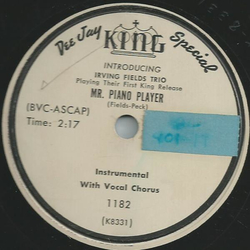 Dee Jay Special
KING
INTRODUCING
IRVING FIELDS TRIO
Playing Their First King Release
MR. PIANO PLAYER
(Fields-Peck)
(BVC-ASCAP)
Time: 2:17
Instrumental
With Vocal Chorus
1182
(K8331)